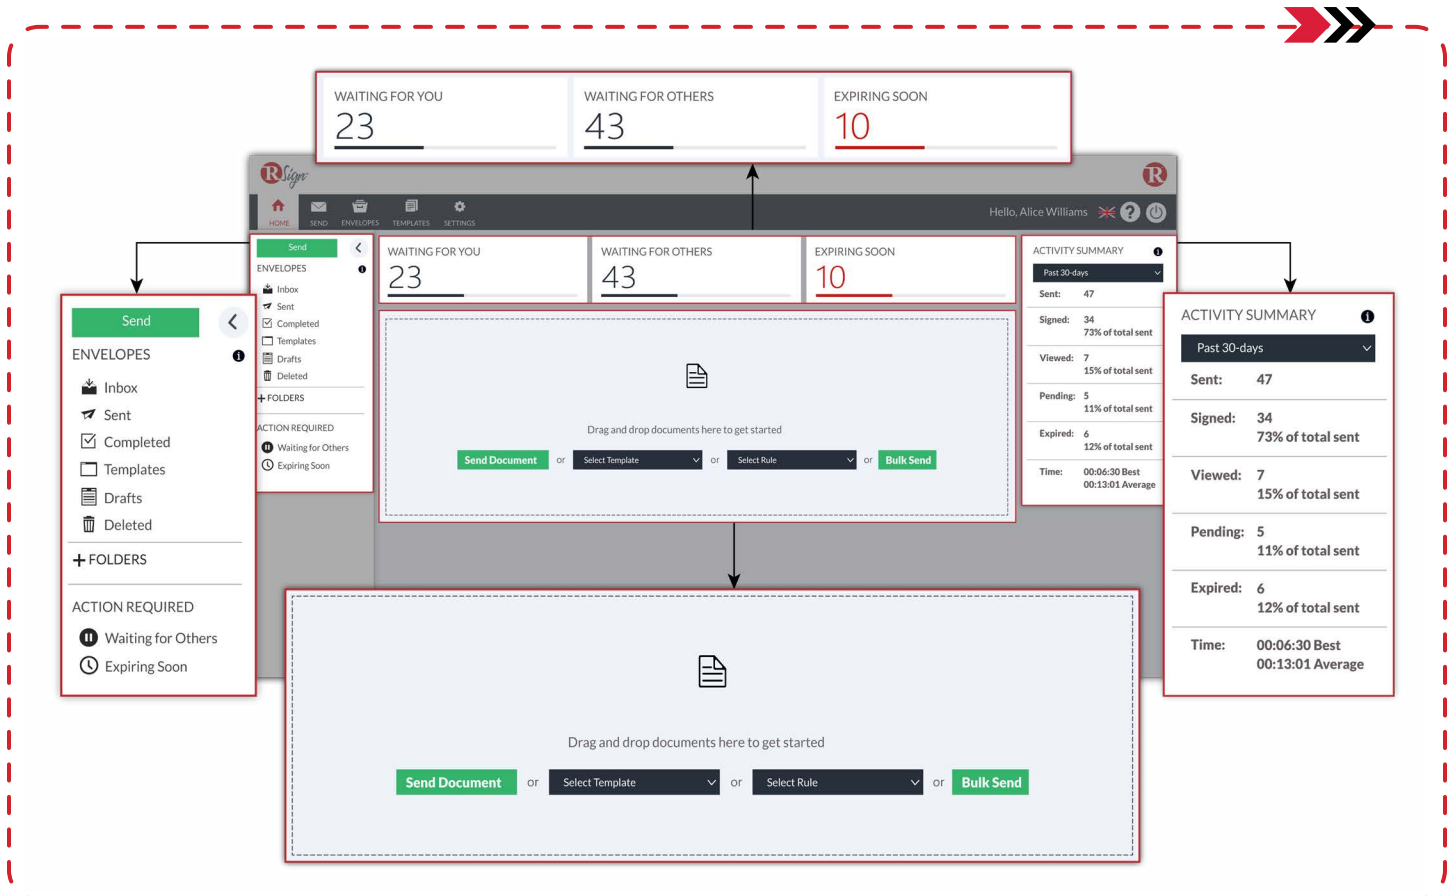 WAITING FOR YOU
23
WAITING FOR OTHERS
43
EXPIRING SOON
10
RSign
R
HOME
SEND
ENVELOPES
TEMPLATES
SETTINGS
Hello, Alice Williams
?
Send
ENVELOPES
Inbox
Sent
Completed
Templates
Drafts
Deleted
+ FOLDERS
ACTION REQUIRED
Waiting for Others
Expiring Soon
WAITING FOR YOU
23
WAITING FOR OTHERS
43
EXPIRING SOON
10
Drag and drop documents here to get started
Send Document or Select Template or Select Rule or Bulk Send
ACTIVITY SUMMARY
Past 30-days
Sent: 47
Signed: 34
73% of total sent
Viewed: 7
15% of total sent
Pending: 5
11% of total sent
Expired: 6
12% of total sent
Time: 00:06:30 Best
00:13:01 Average
Send
ENVELOPES
Inbox
Sent
Completed
Templates
Drafts
Deleted
+ FOLDERS
ACTION REQUIRED
Waiting for Others
Expiring Soon
ACTIVITY SUMMARY
Past 30-days
Sent: 47
Signed: 34
73% of total sent
Viewed: 7
15% of total sent
Pending: 5
11% of total sent
Expired: 6
12% of total sent
Time: 00:06:30 Best
00:13:01 Average
Drag and drop documents here to get started
Send Document or Select Template or Select Rule or Bulk Send